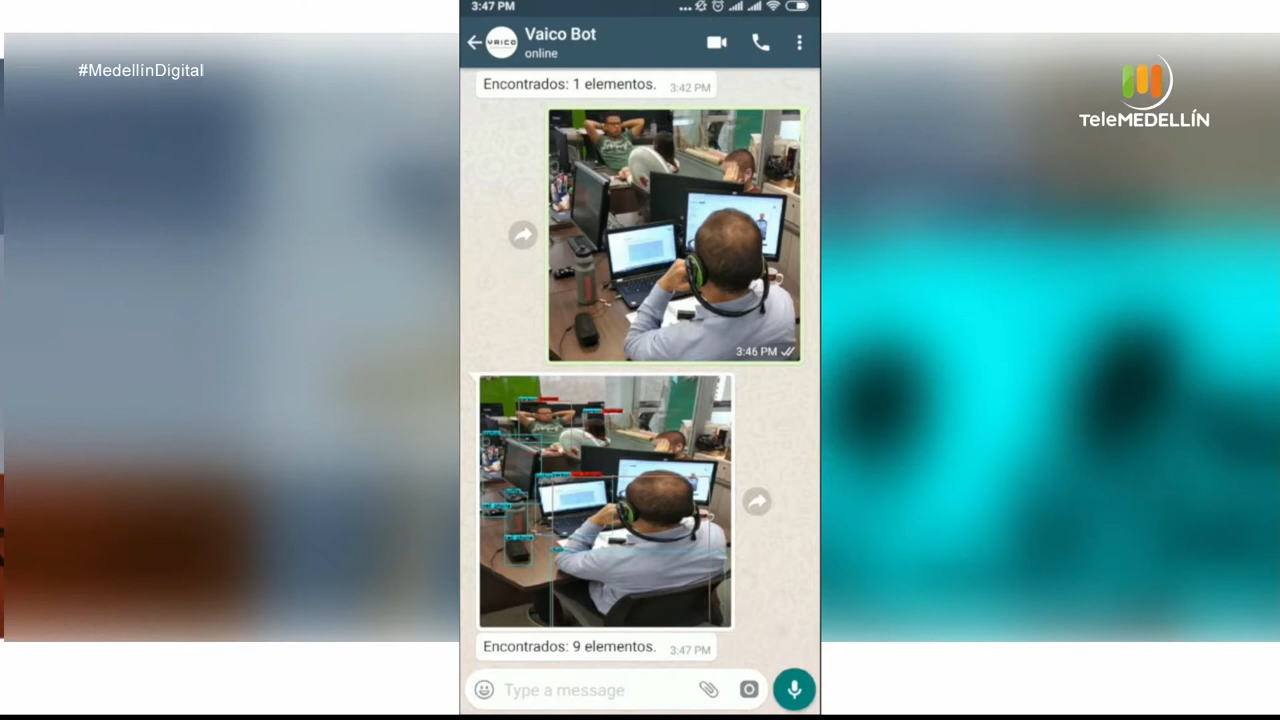 3:47 PM
Vaico Bot
VAICO
online
#MedellínDigital
TeleMEDELLÍN
Encontrados: 1 elementos. 3:42 PM
3:46 PM
Encontrados: 9 elementos. 3:47 PM
Type a message